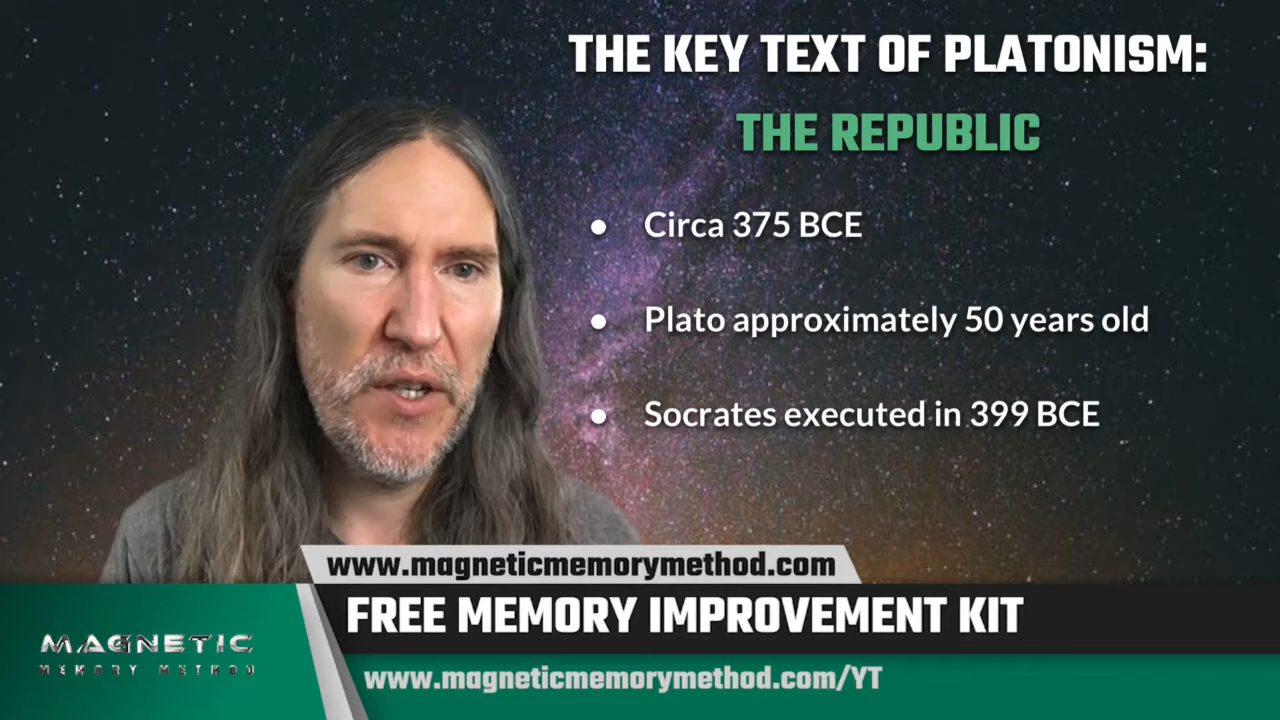 THE KEY TEXT OF PLATONISM:
THE REPUBLIC
• Circa 375 BCE
• Plato approximately 50 years old
• Socrates executed in 399 BCE
www.magneticmemorymethod.com
FREE MEMORY IMPROVEMENT KIT
MAGNETIC
MEMORY METHOD
www.magneticmemorymethod.com/YT